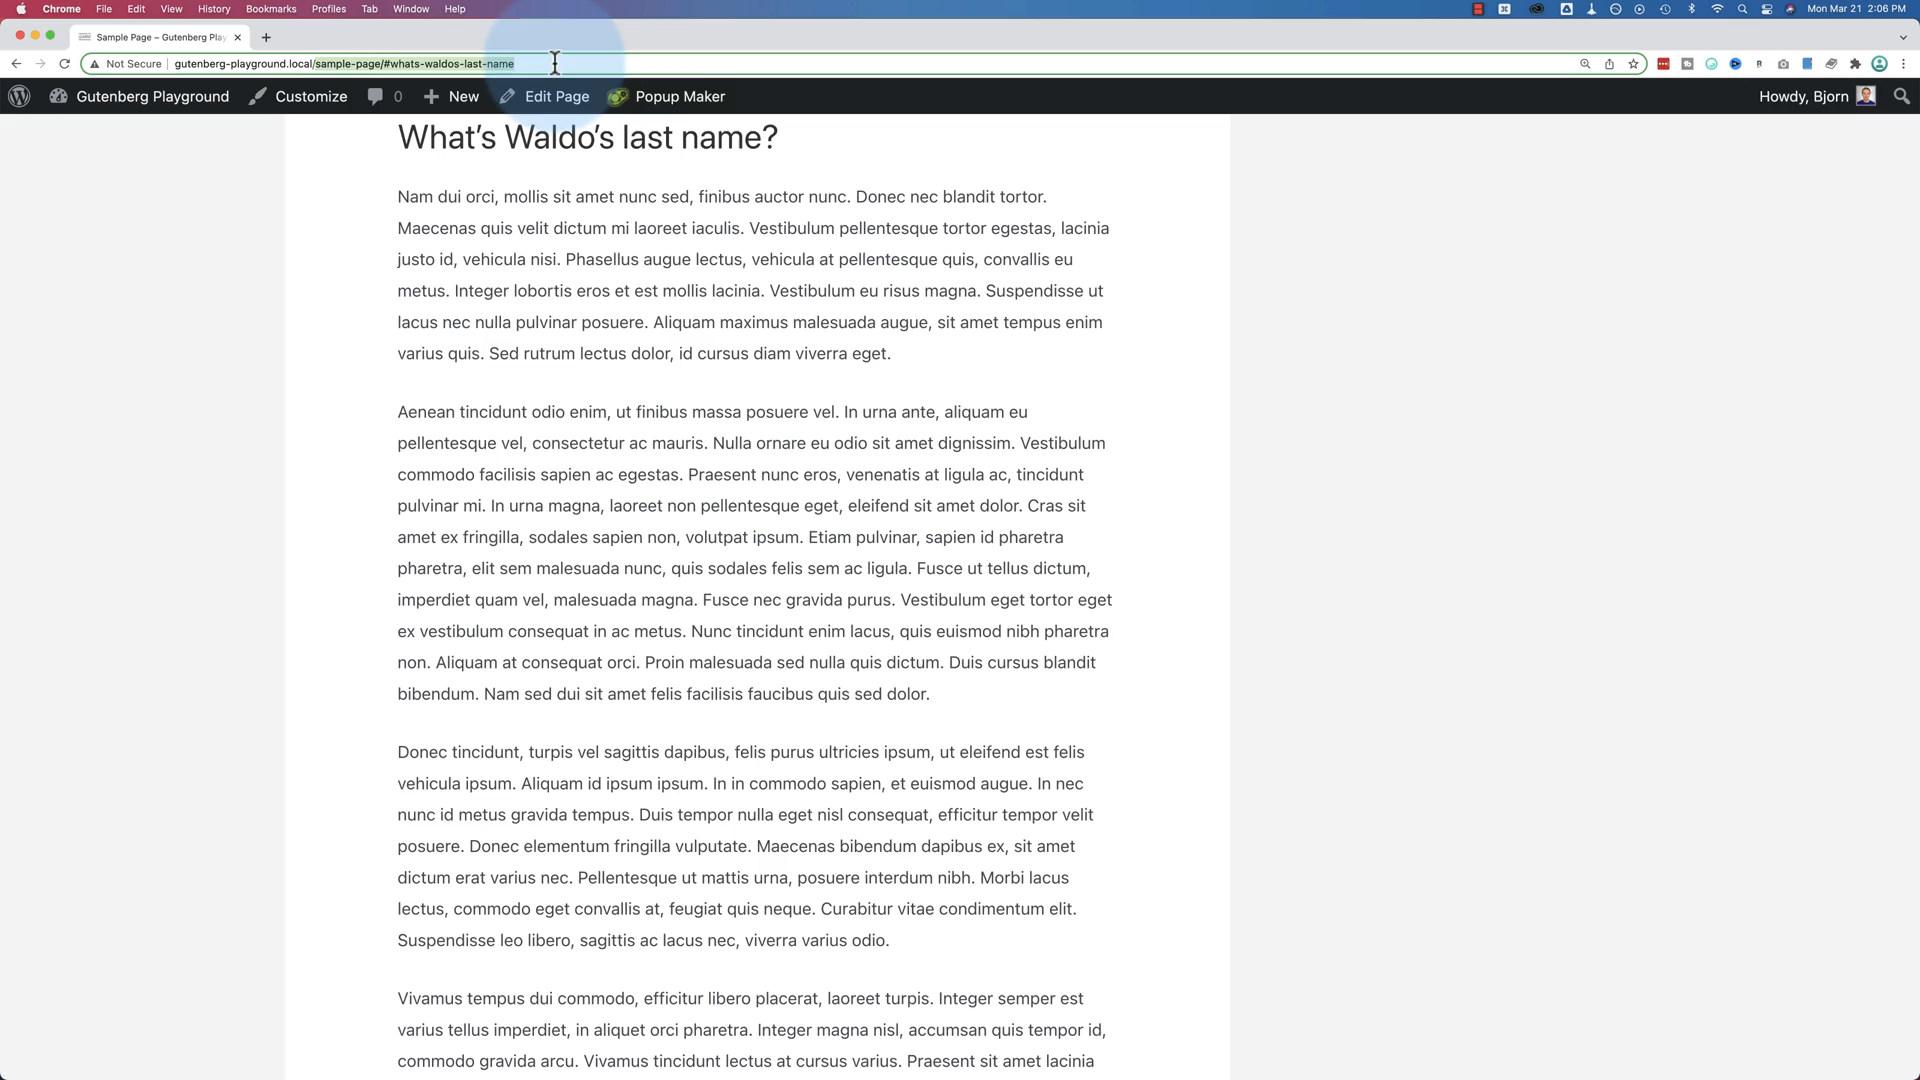 Chrome File Edit View History Bookmarks Profiles Tab Window Help Mon Mar 21 2:06 PM
Sample Page – Gutenberg Play
Not Secure gutenberg-playground.local/sample-page/#whats-waldos-last-name
Gutenberg Playground Customize 0 New Edit Page Popup Maker Howdy, Bjorn
What’s Waldo’s last name?
Nam dui orci, mollis sit amet nunc sed, finibus auctor nunc. Donec nec blandit tortor.
Maecenas quis velit dictum mi laoreet iaculis. Vestibulum pellentesque tortor egestas, lacinia
justo id, vehicula nisi. Phasellus augue lectus, vehicula at pellentesque quis, convallis eu
metus. Integer lobortis eros et est mollis lacinia. Vestibulum eu risus magna. Suspendisse ut
lacus nec nulla pulvinar posuere. Aliquam maximus malesuada augue, sit amet tempus enim
varius quis. Sed rutrum lectus dolor, id cursus diam viverra eget.
Aenean tincidunt odio enim, ut finibus massa posuere vel. In urna ante, aliquam eu
pellentesque vel, consectetur ac mauris. Nulla ornare eu odio sit amet dignissim. Vestibulum
commodo facilisis sapien ac egestas. Praesent nunc eros, venenatis at ligula ac, tincidunt
pulvinar mi. In urna magna, laoreet non pellentesque eget, eleifend sit amet dolor. Cras sit
amet ex fringilla, sodales sapien non, volutpat ipsum. Etiam pulvinar, sapien id pharetra
pharetra, elit sem malesuada nunc, quis sodales felis sem ac ligula. Fusce ut tellus dictum,
imperdiet quam vel, malesuada magna. Fusce nec gravida purus. Vestibulum eget tortor eget
ex vestibulum consequat in ac metus. Nunc tincidunt enim lacus, quis euismod nibh pharetra
non. Aliquam at consequat orci. Proin malesuada sed nulla quis dictum. Duis cursus blandit
bibendum. Nam sed dui sit amet felis facilisis faucibus quis sed dolor.
Donec tincidunt, turpis vel sagittis dapibus, felis purus ultricies ipsum, ut eleifend est felis
vehicula ipsum. Aliquam id ipsum ipsum. In in commodo sapien, et euismod augue. In nec
nunc id metus gravida tempus. Duis tempor nulla eget nisl consequat, efficitur tempor velit
posuere. Donec elementum fringilla vulputate. Maecenas bibendum dapibus ex, sit amet
dictum erat varius nec. Pellentesque ut mattis urna, posuere interdum nibh. Morbi lacus
lectus, commodo eget convallis at, feugiat quis neque. Curabitur vitae condimentum elit.
Suspendisse leo libero, sagittis ac lacus nec, viverra varius odio.
Vivamus tempus dui commodo, efficitur libero placerat, laoreet turpis. Integer semper est
varius tellus imperdiet, in aliquet orci pharetra. Integer magna nisl, accumsan quis tempor id,
commodo gravida arcu. Vivamus tincidunt lectus at cursus varius. Praesent sit amet lacinia